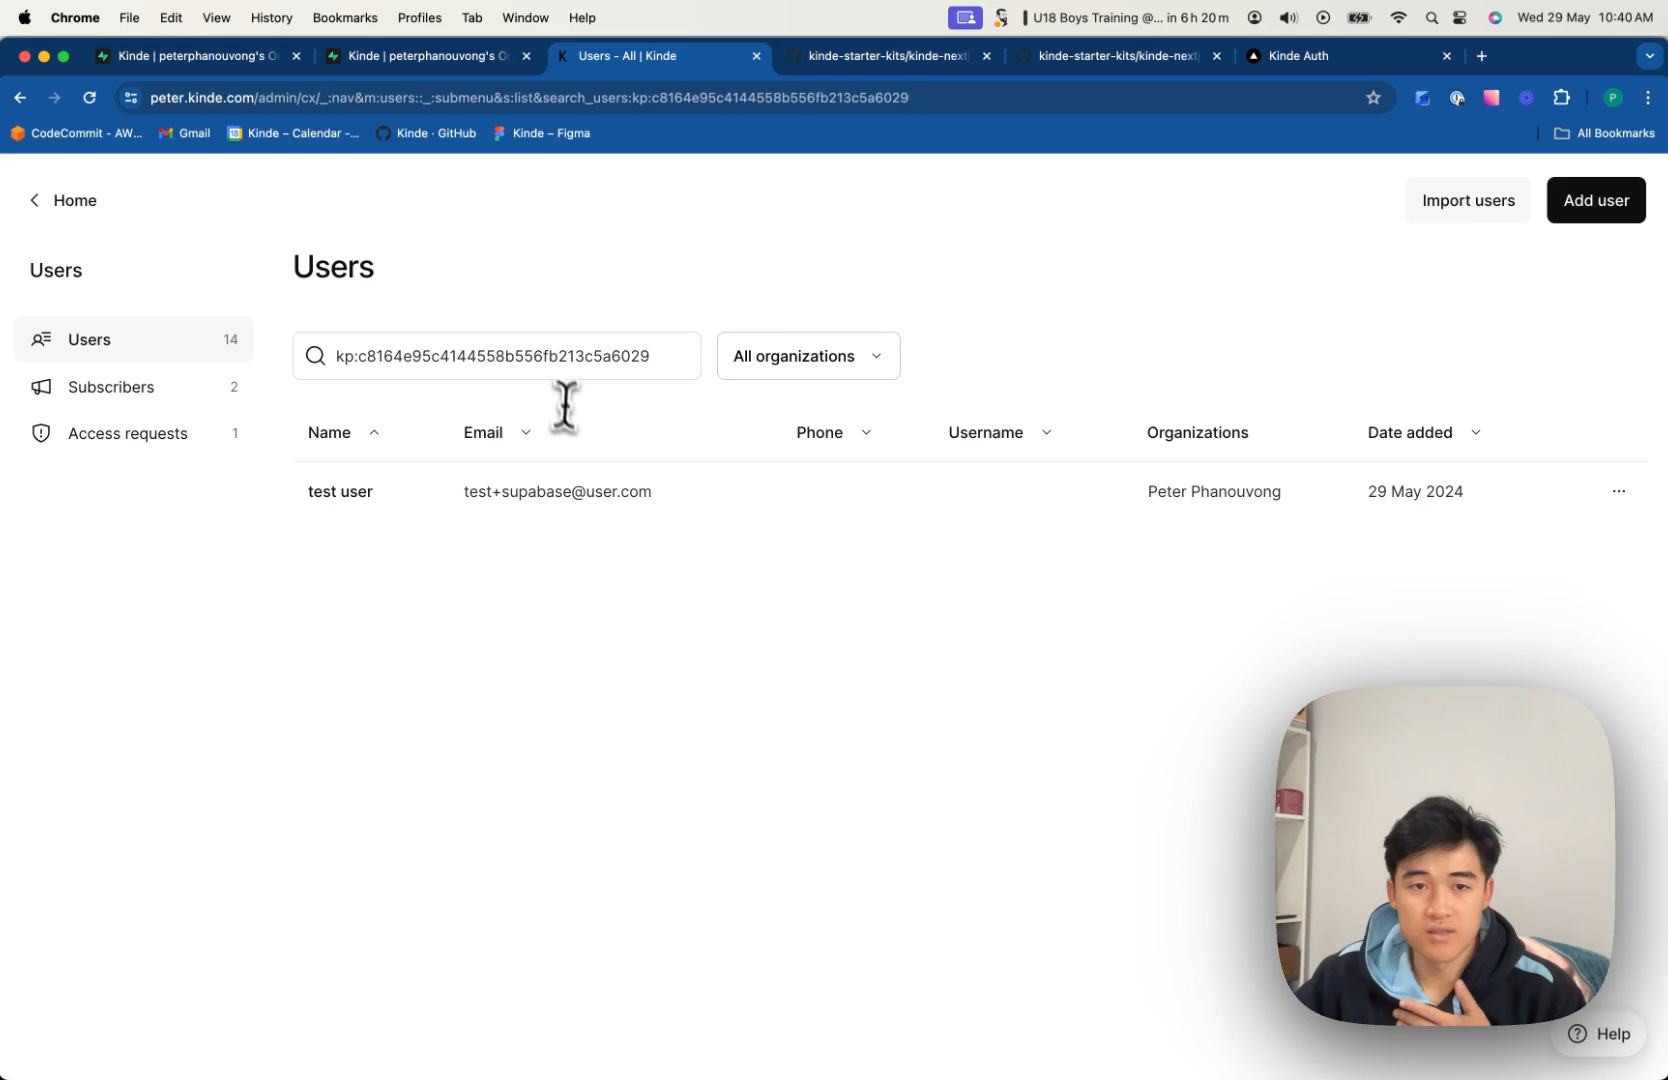 Chrome File Edit View History Bookmarks Profiles Tab Window Help U18 Boys Training @... in 6 h 20 m Wed 29 May 10:40 AM
Kinde | peterphanouvong's O Kinde | peterphanouvong's O Users - All | Kinde kinde-starter-kits/kinde-nextj kinde-starter-kits/kinde-nextj Kinde Auth
peter.kinde.com/admin/cx/_:nav&m:users::_:submenu&s:list&search_users:kp:c8164e95c4144558b556fb213c5a6029 P
CodeCommit - AW... Gmail Kinde – Calendar -... Kinde · GitHub Kinde – Figma All Bookmarks
Home
Import users
Add user
Users
Users 14
Subscribers 2
Access requests 1
Users
kp:c8164e95c4144558b556fb213c5a6029
All organizations
Name Email Phone Username Organizations Date added
test user test+supabase@user.com Peter Phanouvong 29 May 2024 ...
Help